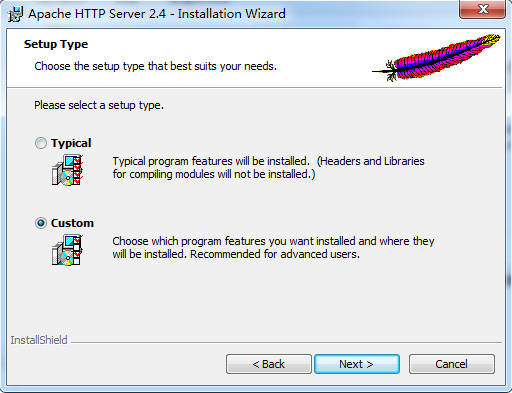 Apache HTTP Server 2.4 - Installation Wizard
Setup Type
Choose the setup type that best suits your needs.
Please select a setup type.
Typical
Typical program features will be installed.  (Headers and Libraries
for compiling modules will not be installed.)
Custom
Choose which program features you want installed and where they
will be installed. Recommended for advanced users.
InstallShield
< Back
Next >
Cancel